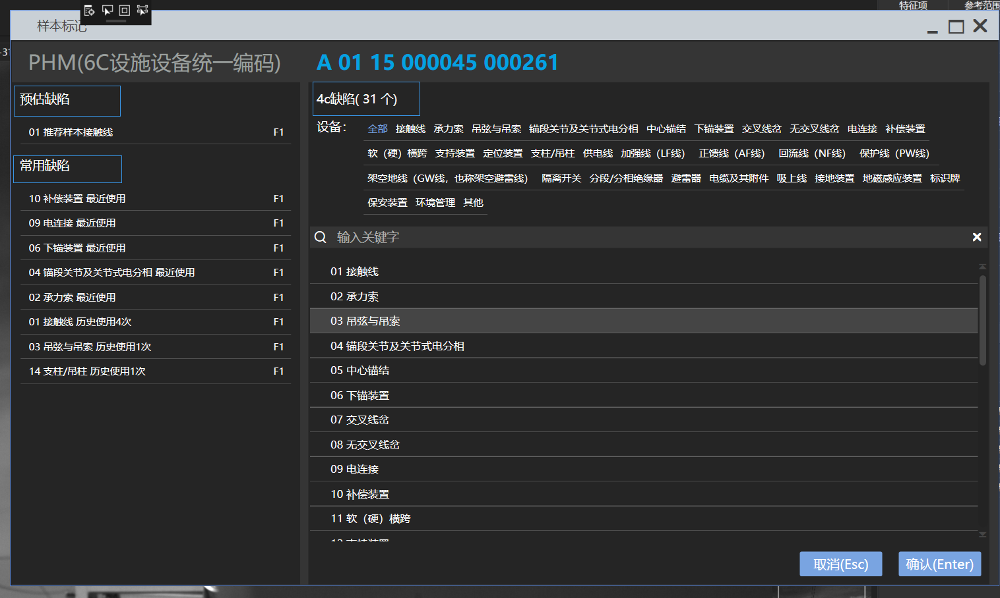 特征项 参考范围
样本标记
PHM(6C设施设备统一编码) A 01 15 000045 000261
预估缺陷
01 推荐样本接触线 F1
常用缺陷
10 补偿装置 最近使用 F1
09 电连接 最近使用 F1
06 下锚装置 最近使用 F1
04 锚段关节及关节式电分相 最近使用 F1
02 承力索 最近使用 F1
01 接触线 历史使用4次 F1
03 吊弦与吊索 历史使用1次 F1
14 支柱/吊柱 历史使用1次 F1
4c缺陷( 31 个)
设备： 全部 接触线 承力索 吊弦与吊索 锚段关节及关节式电分相 中心锚结 下锚装置 交叉线岔 无交叉线岔 电连接 补偿装置
软（硬）横跨 支持装置 定位装置 支柱/吊柱 供电线 加强线（LF线） 正馈线（AF线） 回流线（NF线） 保护线（PW线）
架空地线（GW线，也称架空避雷线） 隔离开关 分段/分相绝缘器 避雷器 电缆及其附件 吸上线 接地装置 地磁感应装置 标识牌
保安装置 环境管理 其他
输入关键字
01 接触线
02 承力索
03 吊弦与吊索
04 锚段关节及关节式电分相
05 中心锚结
06 下锚装置
07 交叉线岔
08 无交叉线岔
09 电连接
10 补偿装置
11 软（硬）横跨
12 支持装置
取消(Esc) 确认(Enter)